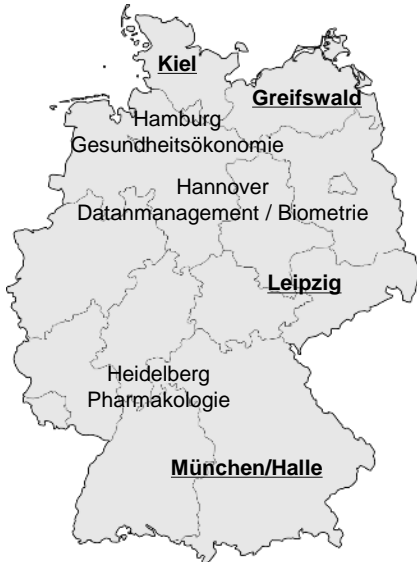 Kiel
Greifswald
Hamburg
Gesundheitsökonomie
Hannover
Datanmanagement / Biometrie
Leipzig
Heidelberg
Pharmakologie
München/Halle